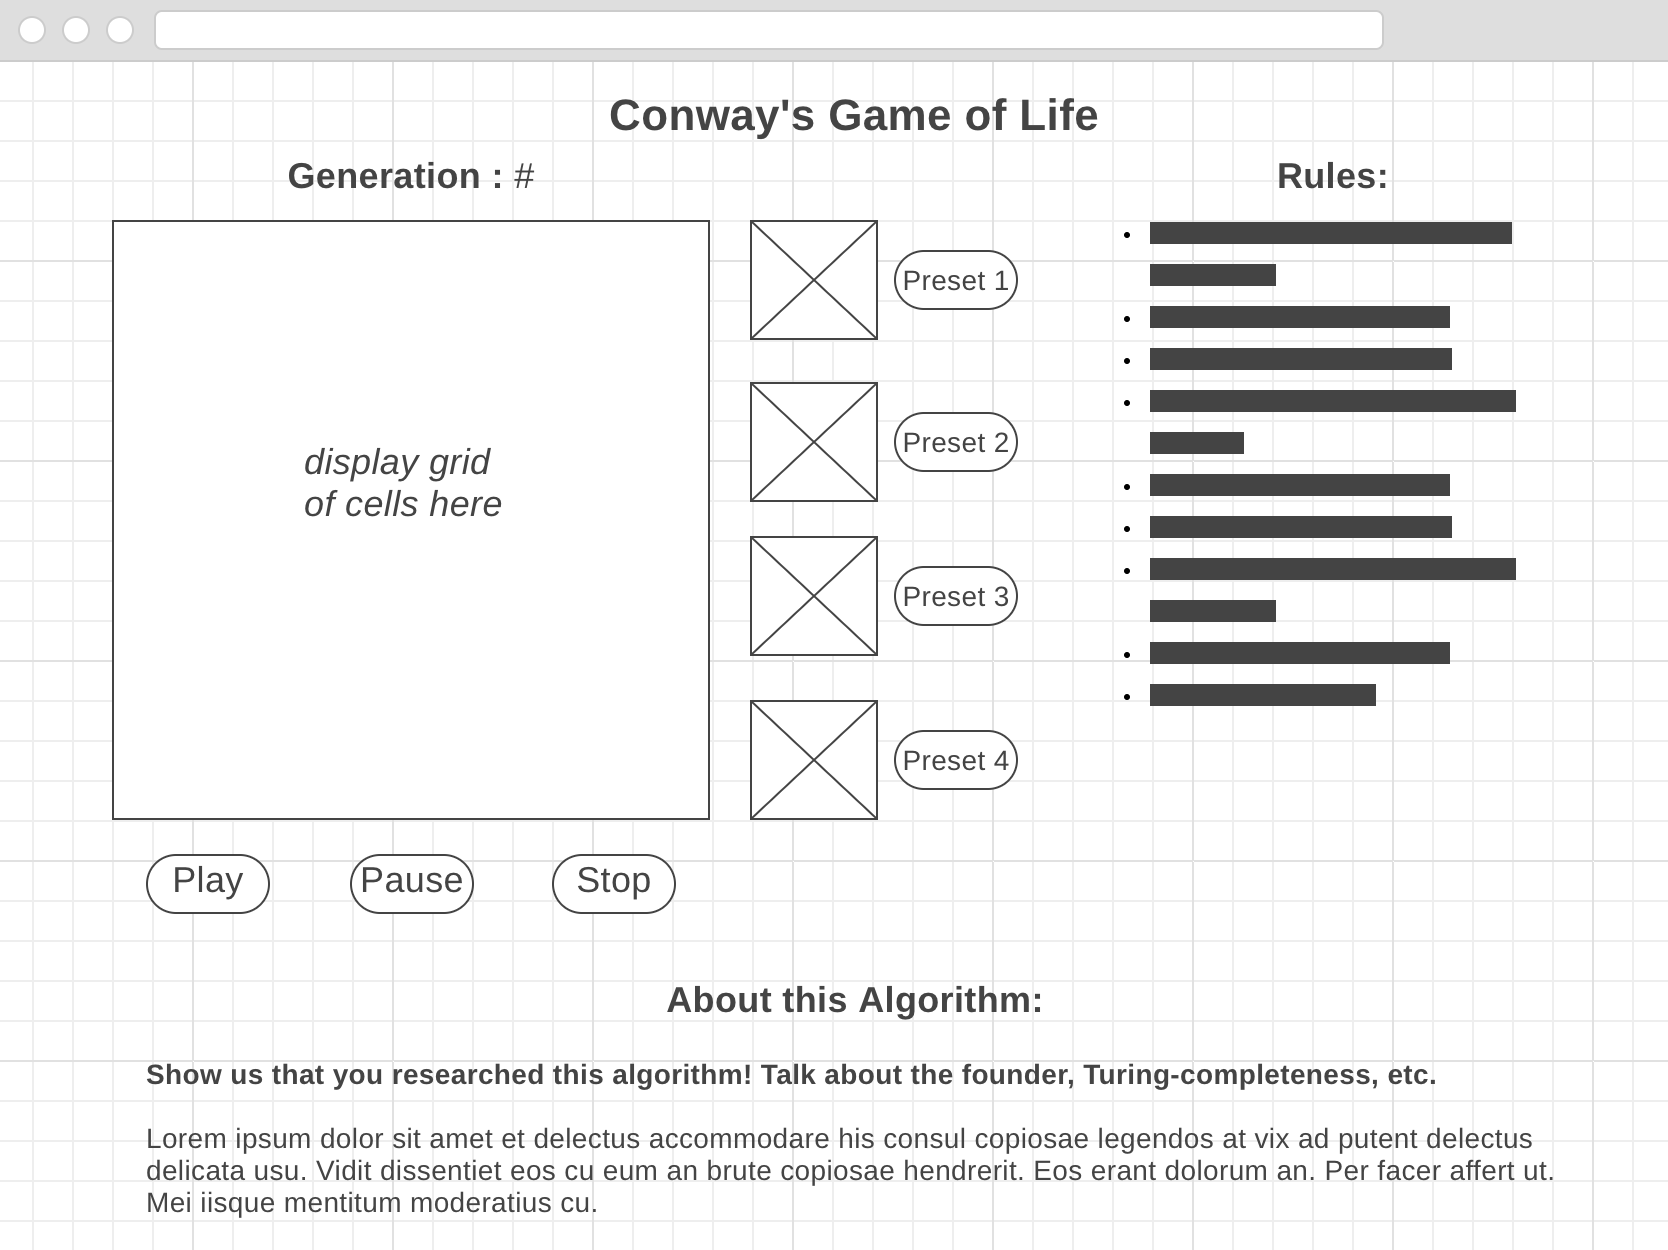 Conway's Game of Life
Generation : #
Rules:
display grid
of cells here
Preset 1
Preset 2
Preset 3
Preset 4
Play
Pause
Stop
About this Algorithm:
Show us that you researched this algorithm! Talk about the founder, Turing-completeness, etc.
Lorem ipsum dolor sit amet et delectus accommodare his consul copiosae legendos at vix ad putent delectus
delicata usu. Vidit dissentiet eos cu eum an brute copiosae hendrerit. Eos erant dolorum an. Per facer affert ut.
Mei iisque mentitum moderatius cu.